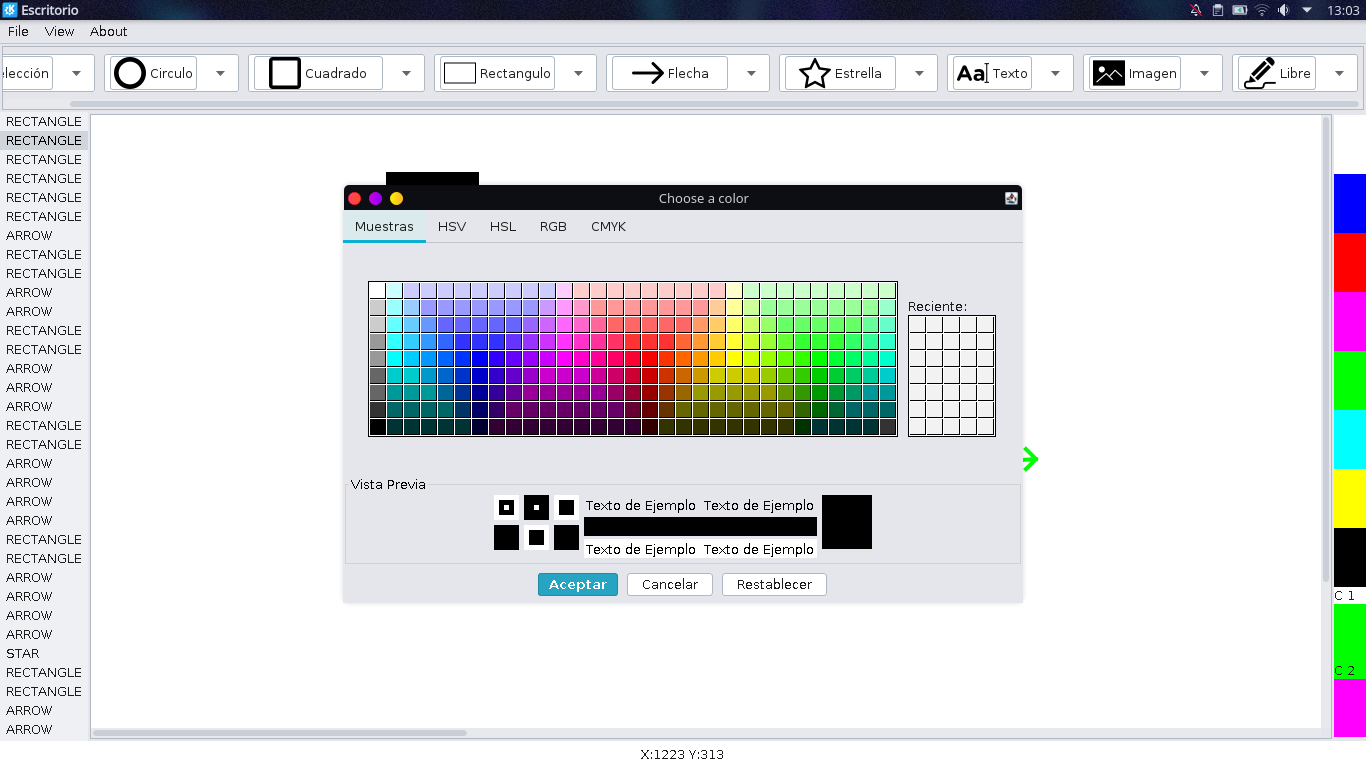 Escritorio
13:03
File View About
elección Circulo Cuadrado Rectangulo Flecha Estrella Aa Texto Imagen Libre
RECTANGLE
RECTANGLE
RECTANGLE
RECTANGLE
RECTANGLE
RECTANGLE
ARROW
RECTANGLE
RECTANGLE
ARROW
ARROW
RECTANGLE
RECTANGLE
ARROW
ARROW
ARROW
RECTANGLE
RECTANGLE
ARROW
ARROW
ARROW
ARROW
RECTANGLE
RECTANGLE
ARROW
ARROW
ARROW
ARROW
STAR
RECTANGLE
RECTANGLE
ARROW
ARROW
Choose a color
Muestras HSV HSL RGB CMYK
Reciente:
Vista Previa
Texto de Ejemplo Texto de Ejemplo
Texto de Ejemplo Texto de Ejemplo
Aceptar Cancelar Restablecer
C 1
C 2
X:1223 Y:313